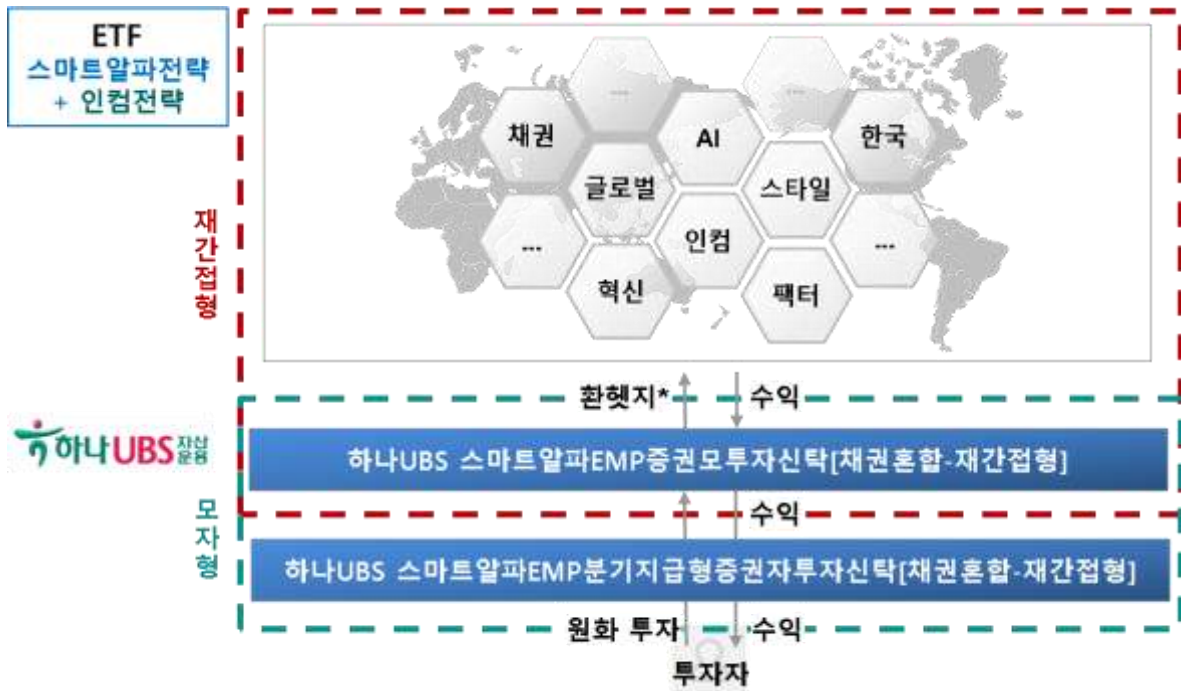 ETF
스마트알파전략
+ 인컴전략
...
...
채권
AI
한국
글로벌
스타일
...
인컴
...
혁신
팩터
재간접형
환헷지*
수익
하나UBS 자산운용
하나UBS 스마트알파EMP증권모투자신탁[채권혼합-재간접형]
수익
모자형
하나UBS 스마트알파EMP분기지급형증권자투자신탁[채권혼합-재간접형]
원화 투자
수익
투자자